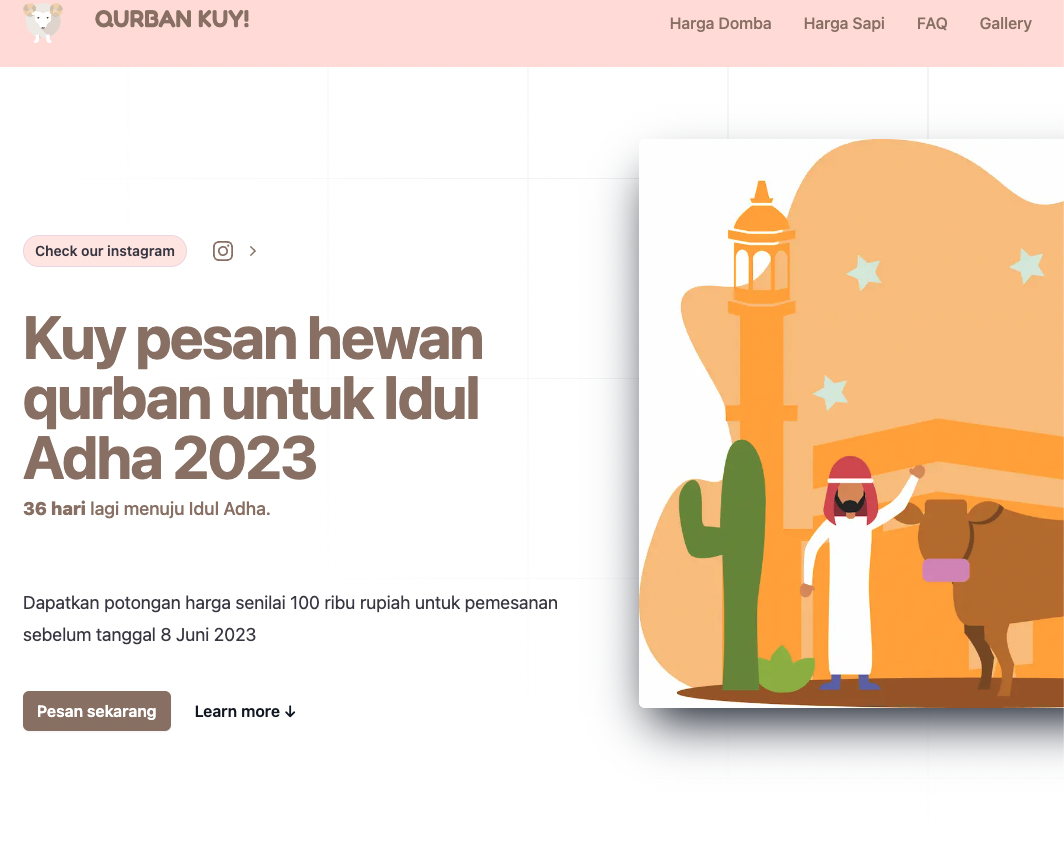 QURBAN KUY!
Harga Domba
Harga Sapi
FAQ
Gallery
Check our instagram
Kuy pesan hewan
qurban untuk Idul
Adha 2023
36 hari lagi menuju Idul Adha.
Dapatkan potongan harga senilai 100 ribu rupiah untuk pemesanan
sebelum tanggal 8 Juni 2023
Pesan sekarang
Learn more ↓